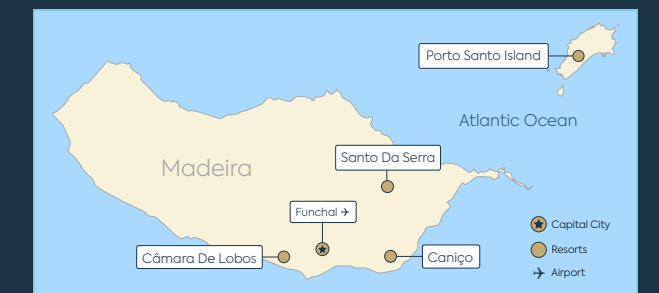 Porto Santo Island
Atlantic Ocean
Santo Da Serra
Madeira
Funchal
Capital City
Câmara De Lobos
Caniço
Resorts
Airport